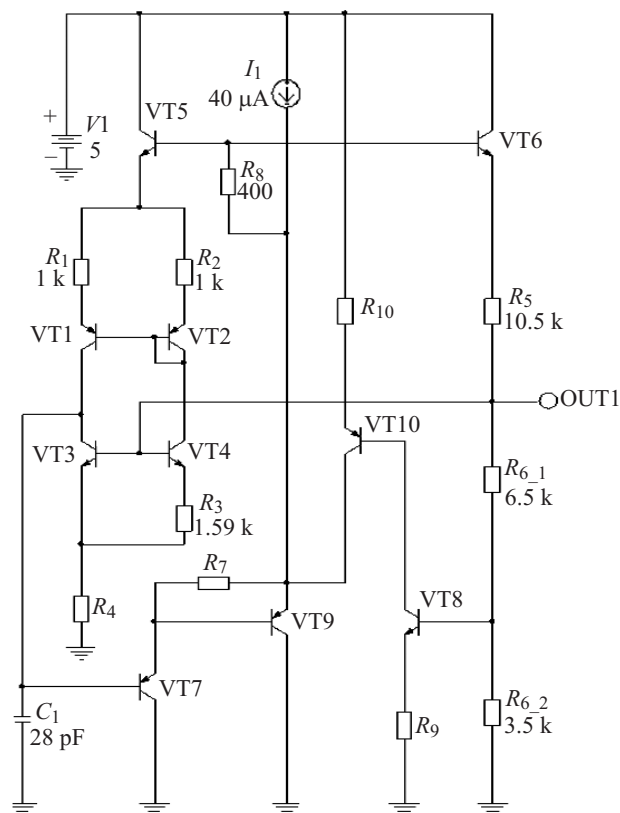 I1
40 μA
VT5
+
V1
−
5
VT6
R8
400
R1
1 k
R2
1 k
R10
R5
10.5 k
VT1
VT2
OUT1
VT10
VT3
VT4
R6_1
6.5 k
R3
1.59 k
R7
VT8
R4
VT9
VT7
C1
28 pF
R9
R6_2
3.5 k